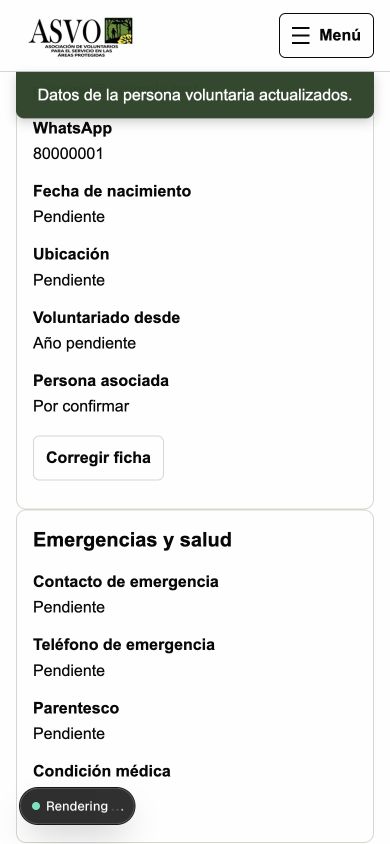 ASVO
ASOCIACIÓN DE VOLUNTARIOS
PARA EL SERVICIO EN LAS
ÁREAS PROTEGIDAS
Menú
Datos de la persona voluntaria actualizados.
WhatsApp
80000001
Fecha de nacimiento
Pendiente
Ubicación
Pendiente
Voluntariado desde
Año pendiente
Persona asociada
Por confirmar
Corregir ficha
Emergencias y salud
Contacto de emergencia
Pendiente
Teléfono de emergencia
Pendiente
Parentesco
Pendiente
Condición médica
Rendering ...